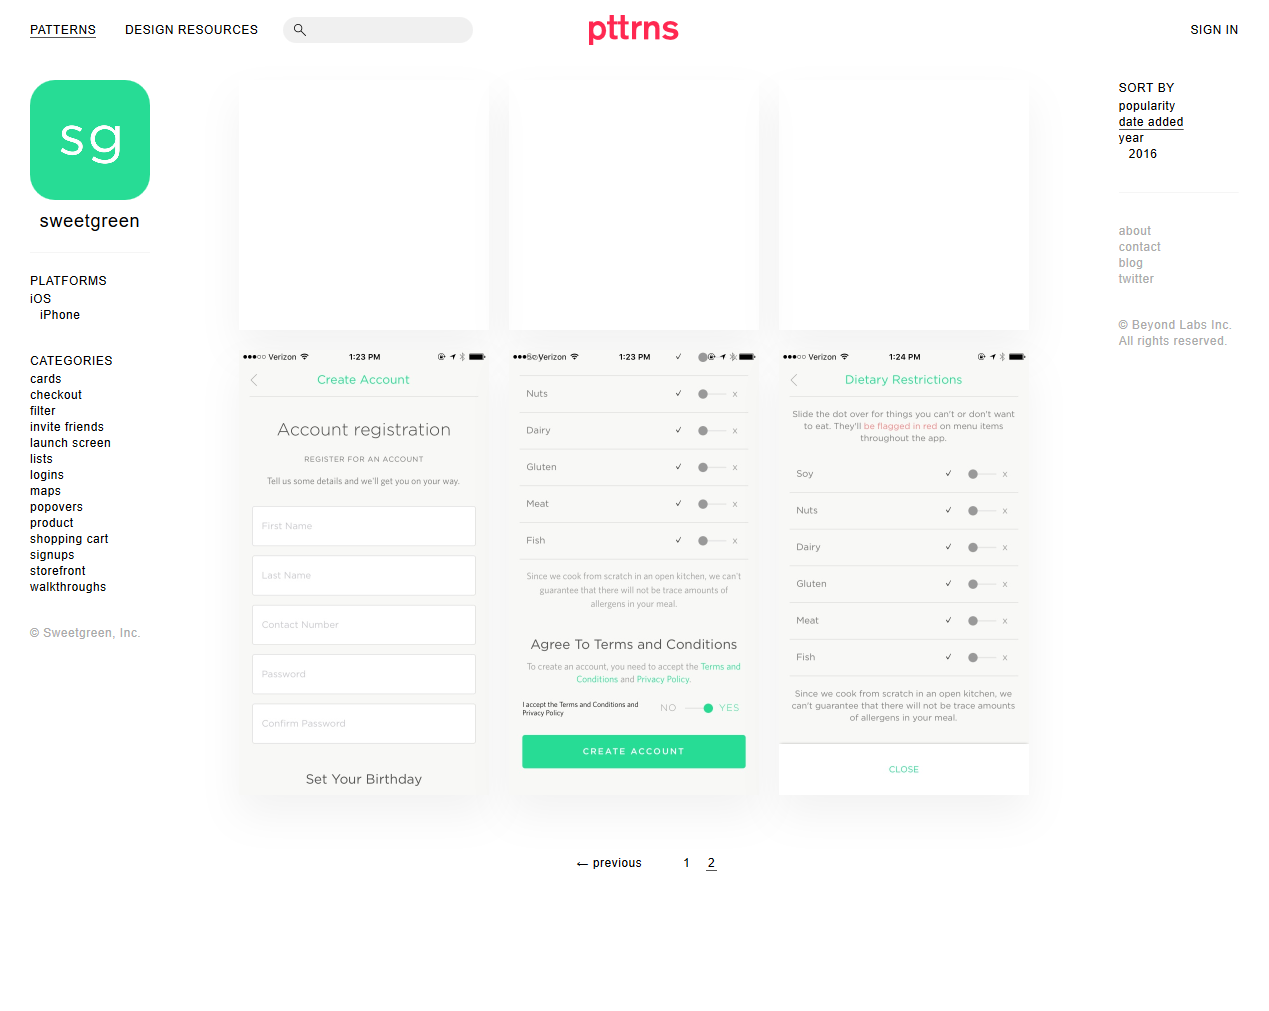 PATTERNS
DESIGN RESOURCES
pttrns
SIGN IN
sg
sweetgreen
PLATFORMS
iOS
iPhone
CATEGORIES
cards
checkout
filter
invite friends
launch screen
lists
logins
maps
popovers
product
shopping cart
signups
storefront
walkthroughs
© Sweetgreen, Inc.
Verizon 1:23 PM
Create Account
Account registration
REGISTER FOR AN ACCOUNT
Tell us some details and we'll get you on your way.
First Name
Last Name
Contact Number
Password
Confirm Password
Set Your Birthday
Verizon 1:23 PM
Nuts ✓ x
Dairy ✓ x
Gluten ✓ x
Meat ✓ x
Fish ✓ x
Since we cook from scratch in an open kitchen, we can't
guarantee that there will not be trace amounts of
allergens in your meal.
Agree To Terms and Conditions
To create an account, you need to accept the Terms and
Conditions and Privacy Policy.
I accept the Terms and Conditions and
Privacy Policy
NO YES
CREATE ACCOUNT
Verizon 1:24 PM
Dietary Restrictions
Slide the dot over for things you can't or don't want
to eat. They'll be flagged in red on menu items
throughout the app.
Soy ✓ x
Nuts ✓ x
Dairy ✓ x
Gluten ✓ x
Meat ✓ x
Fish ✓ x
Since we cook from scratch in an open kitchen, we
can't guarantee that there will not be trace amounts
of allergens in your meal.
CLOSE
← previous 1 2
SORT BY
popularity
date added
year
2016
about
contact
blog
twitter
© Beyond Labs Inc.
All rights reserved.